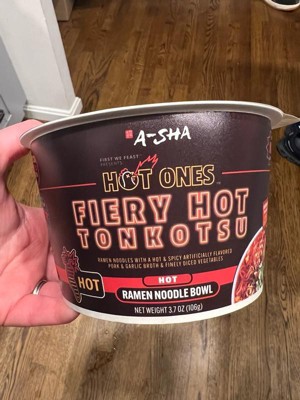 A-SHA
FIRST WE FEAST
PRESENTS
HOT ONES
FIERY HOT
TONKOTSU
RAMEN NOODLES WITH A HOT & SPICY ARTIFICIALLY FLAVORED
PORK & GARLIC BROTH & FINELY DICED VEGETABLES
HOT
HOT
RAMEN NOODLE BOWL
NET WEIGHT 3.7 OZ (106g)